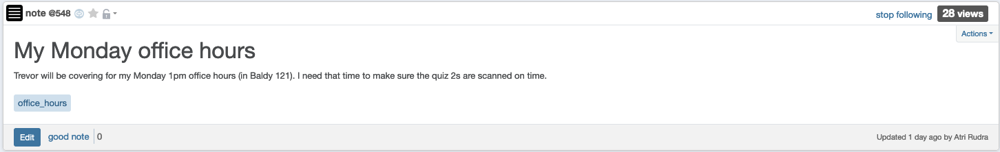 note @548 stop following 28 views
Actions
My Monday office hours
Trevor will be covering for my Monday 1pm office hours (in Baldy 121). I need that time to make sure the quiz 2s are scanned on time.
office_hours
Edit good note 0 Updated 1 day ago by Atri Rudra